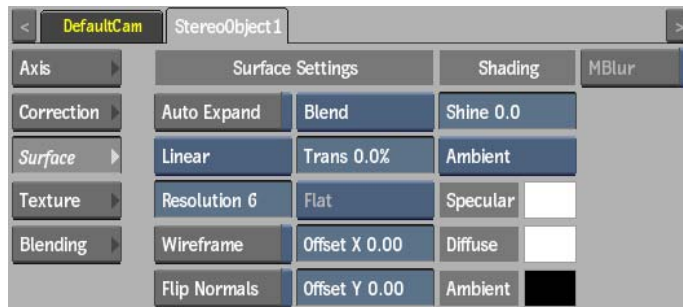 < DefaultCam StereoObject1 >
Axis Surface Settings Shading MBlur
Correction Auto Expand Blend Shine 0.0
Surface Linear Trans 0.0% Ambient
Texture Resolution 6 Flat Specular
Blending Wireframe Offset X 0.00 Diffuse
Flip Normals Offset Y 0.00 Ambient